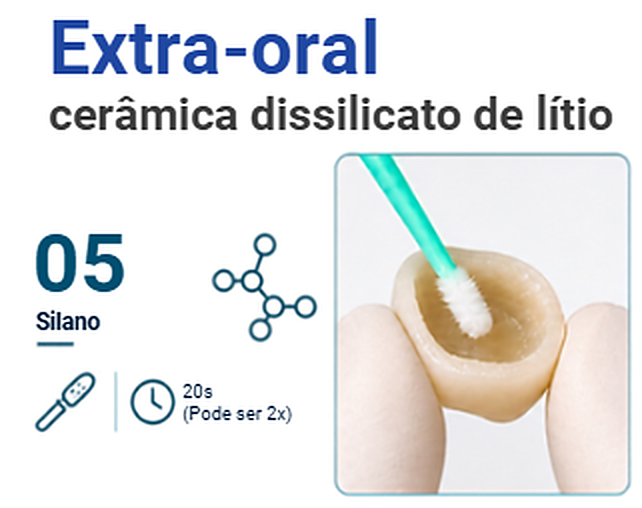 Extra-oral
cerâmica dissilicato de lítio
05
Silano
20s
(Pode ser 2x)